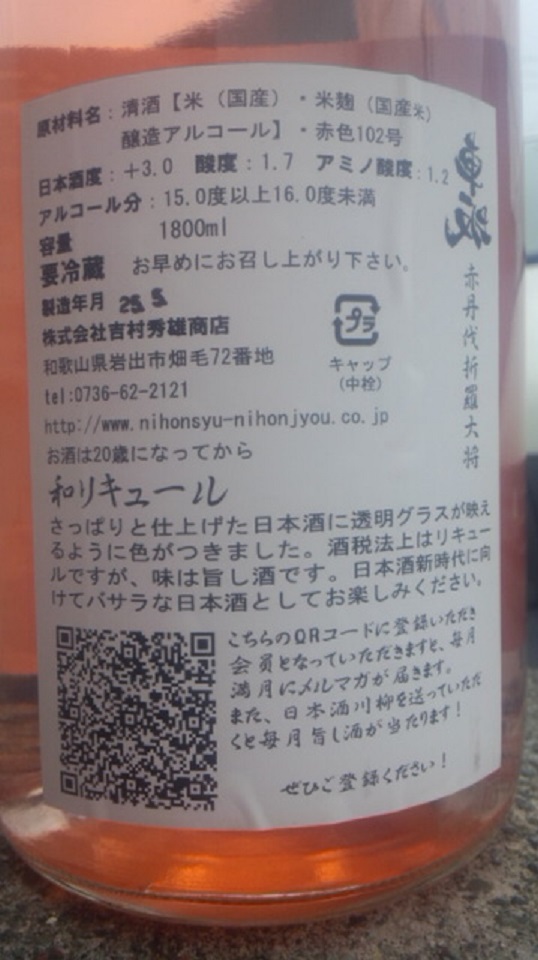 原材料名：清酒【米（国産）・米麹（国産米）
醸造アルコール】・赤色102号
日本酒度：＋3.0　酸度：1.7　アミノ酸度：1.2
アルコール分：15.0度以上16.0度未満
容量　1800ml
要冷蔵　お早めにお召し上がり下さい。
製造年月 25.5
株式会社吉村秀雄商店
和歌山県岩出市畑毛72番地
tel:0736-62-2121
http://www.nihonsyu-nihonjyou.co.jp
お酒は20歳になってから
プラ
キャップ
（中栓）
赤丹伐折羅大将
和リキュール
さっぱりと仕上げた日本酒に透明グラスが映え
るように色がつきました。酒税法上はリキュー
ルですが、味は旨し酒です。日本酒新時代に向
けてバサラな日本酒としてお楽しみください。
こちらのQRコードに登録いただき
会員となっていただきますと、毎月
満月にメルマガが届きます。
また、日本酒川柳を送っていただ
くと毎月旨し酒が当たります！
ぜひご登録ください！